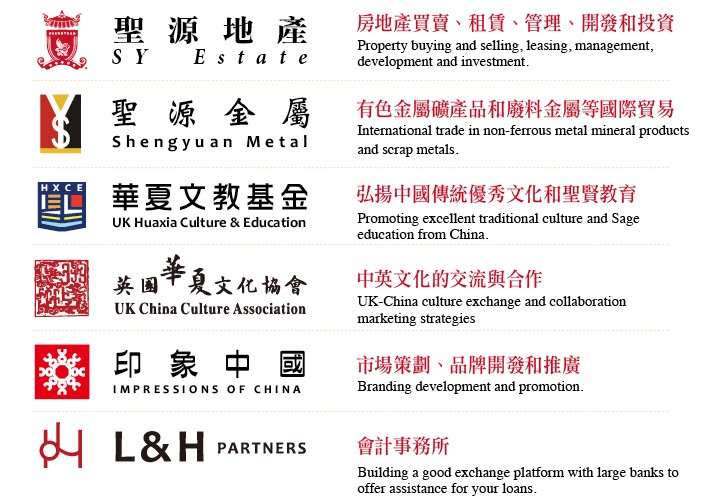 SHENGYUAN
聖源地產
SY Estate
房地產買賣、租賃、管理、開發和投資
Property buying and selling, leasing, management,
development and investment.
YS
聖源金屬
Shengyuan Metal
有色金屬礦產品和廢料金屬等國際貿易
International trade in non-ferrous metal mineral products
and scrap metals.
HXCE
華夏文教基金
UK Huaxia Culture & Education
弘揚中國傳統優秀文化和聖賢教育
Promoting excellent traditional culture and Sage
education from China.
英國華夏文化協會
UK China Culture Association
中英文化的交流與合作
UK-China culture exchange and collaboration
marketing strategies
印象中國
IMPRESSIONS OF CHINA
市場策劃、品牌開發和推廣
Branding development and promotion.
L&H PARTNERS
會計事務所
Building a good exchange platform with large banks to
offer assistance for your loans.